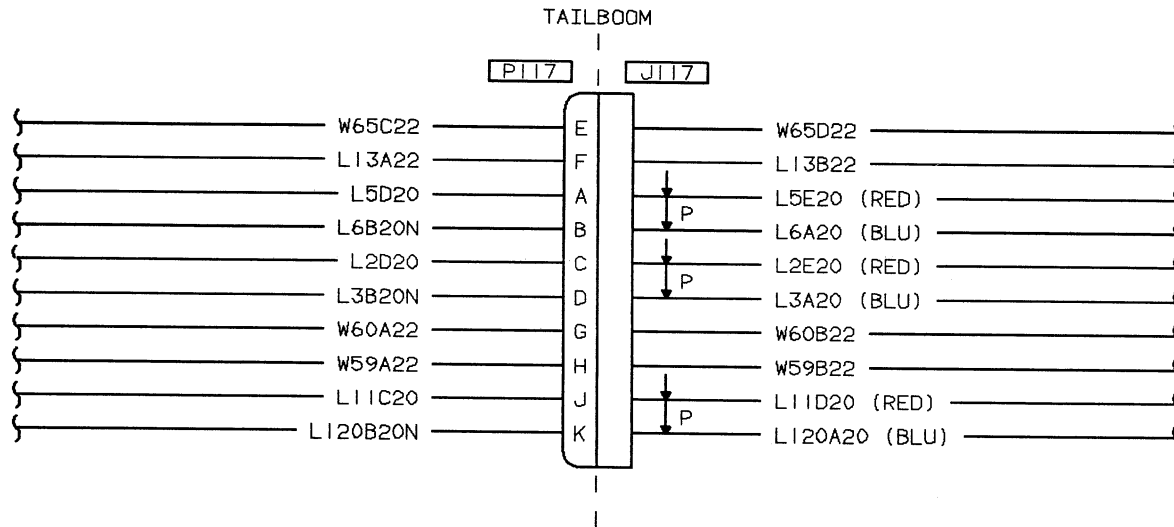 TAILBOOM
P117 J117
W65C22 E W65D22
L13A22 F L13B22
L5D20 A L5E20 (RED)
P
L6B20N B L6A20 (BLU)
L2D20 C L2E20 (RED)
P
L3B20N D L3A20 (BLU)
W60A22 G W60B22
W59A22 H W59B22
L11C20 J L11D20 (RED)
P
L120B20N K L120A20 (BLU)